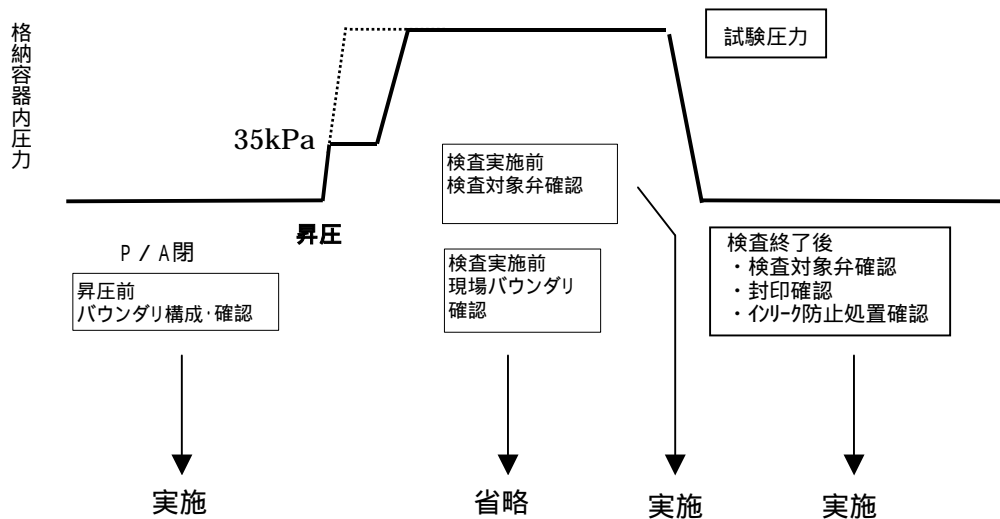 格納容器内圧力
試験圧力
35kPa
検査実施前
検査対象弁確認
昇圧
P / A閉
昇圧前
バウンダリ構成･確認
検査実施前
現場バウンダリ
確認
検査終了後
・検査対象弁確認
・封印確認
・ｲﾝﾘｰｸ防止処置確認
実施
省略
実施
実施